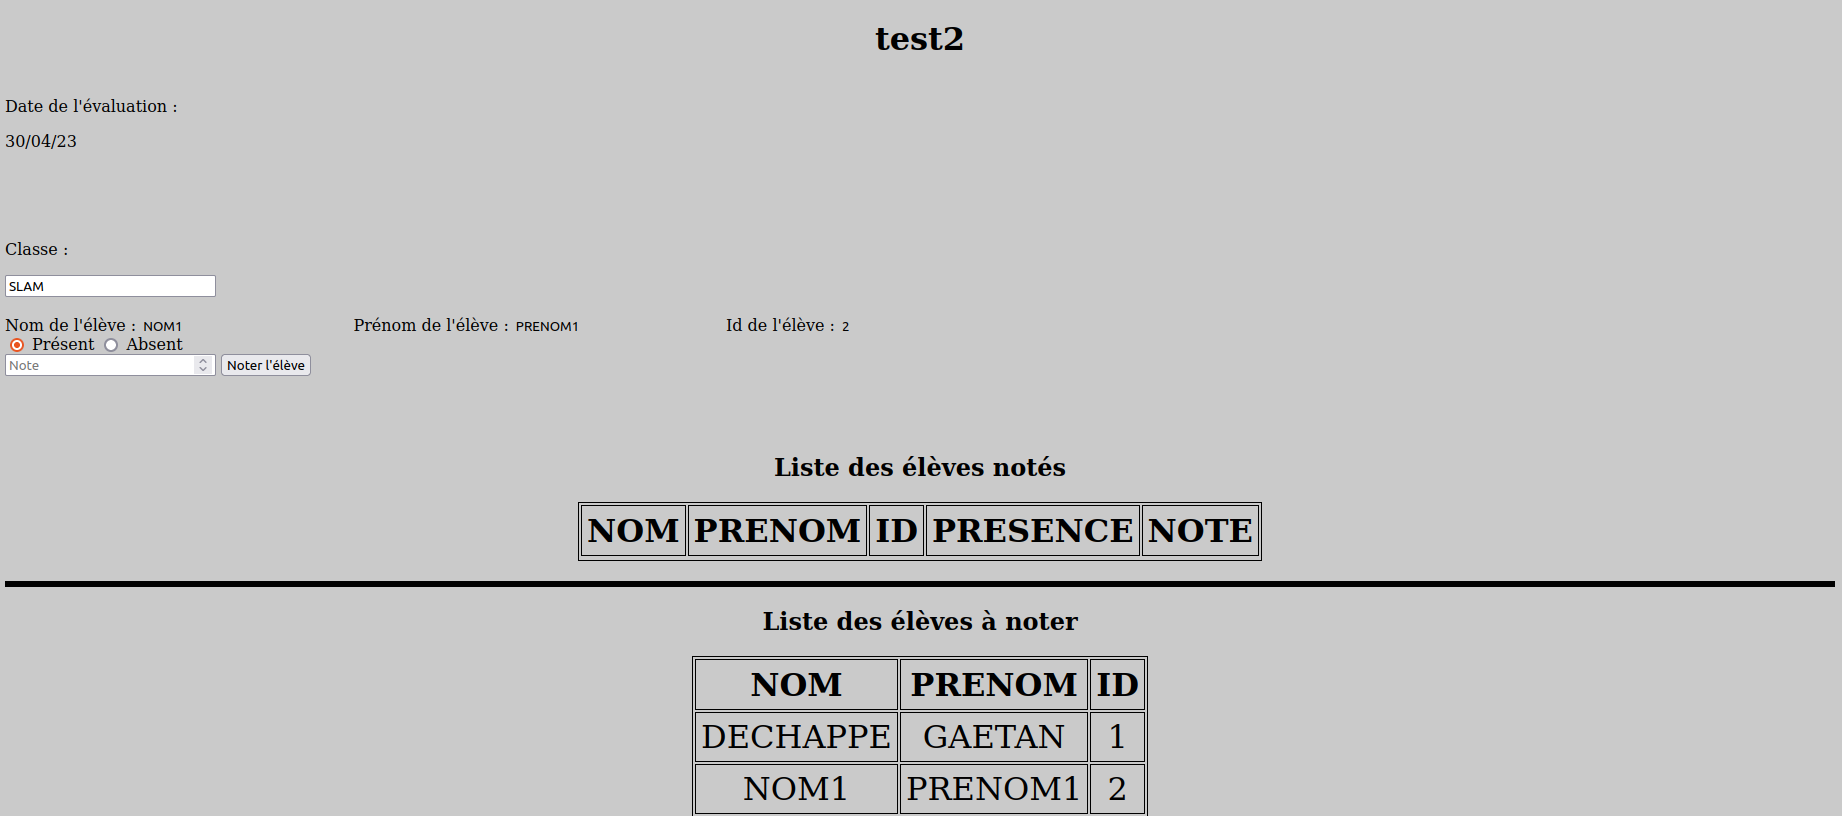 test2
Date de l'évaluation :
30/04/23
Classe :
SLAM
Nom de l'élève : NOM1 Prénom de l'élève : PRENOM1 Id de l'élève : 2
Présent Absent
Note Noter l'élève
Liste des élèves notés
NOM PRENOM ID PRESENCE NOTE
Liste des élèves à noter
NOM PRENOM ID
DECHAPPE GAETAN 1
NOM1 PRENOM1 2